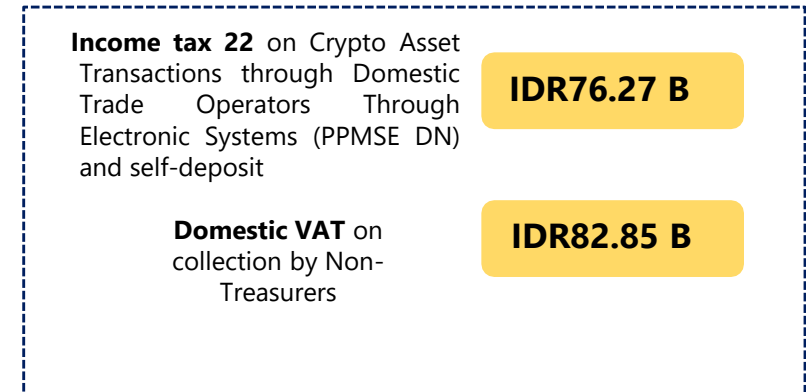 Income tax 22 on Crypto Asset
Transactions through Domestic
Trade Operators Through
Electronic Systems (PPMSE DN)
and self-deposit
IDR76.27 B
Domestic VAT on
collection by Non-
Treasurers
IDR82.85 B